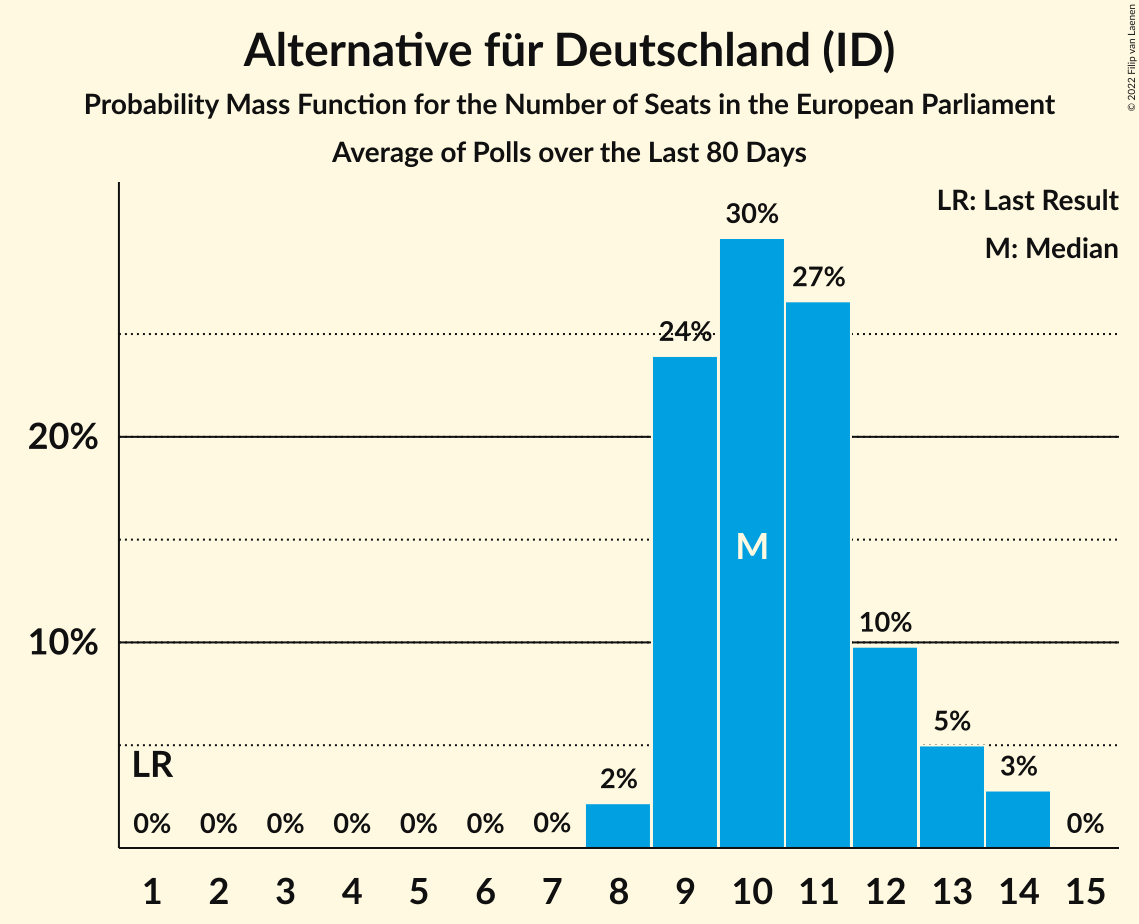 Alternative für Deutschland (ID)
Probability Mass Function for the Number of Seats in the European Parliament
Average of Polls over the Last 80 Days
© 2022 Filip van Laenen
LR: Last Result
M: Median
30%
27%
24%
20%
M
10%
10%
5%
LR
3%
2%
0% 0% 0% 0% 0% 0% 0% 0%
1 2 3 4 5 6 7 8 9 10 11 12 13 14 15